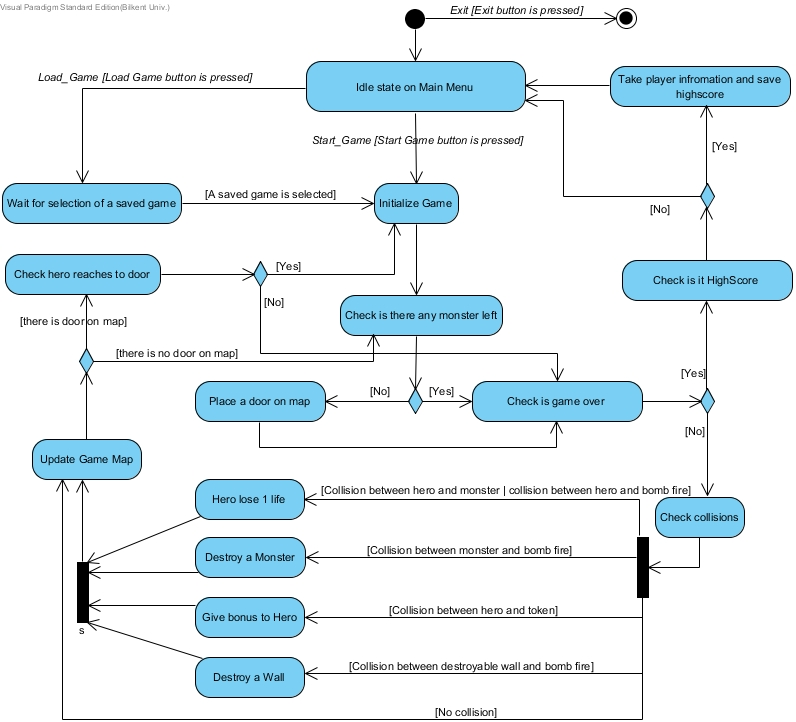 Visual Paradigm Standard Edition(Bilkent Univ.)
Exit [Exit button is pressed]
Load_Game [Load Game button is pressed]
Idle state on Main Menu
Take player infromation and save
highscore
Start_Game [Start Game button is pressed]
[Yes]
Wait for selection of a saved game
[A saved game is selected]
Initialize Game
[No]
Check hero reaches to door
[Yes]
Check is it HighScore
[No]
[there is door on map]
Check is there any monster left
[there is no door on map]
[Yes]
Place a door on map
[No]
[Yes]
Check is game over
[No]
Update Game Map
Hero lose 1 life
[Collision between hero and monster | collision between hero and bomb fire]
Check collisions
Destroy a Monster
[Collision between monster and bomb fire]
Give bonus to Hero
[Collision between hero and token]
s
Destroy a Wall
[Collision between destroyable wall and bomb fire]
[No collision]